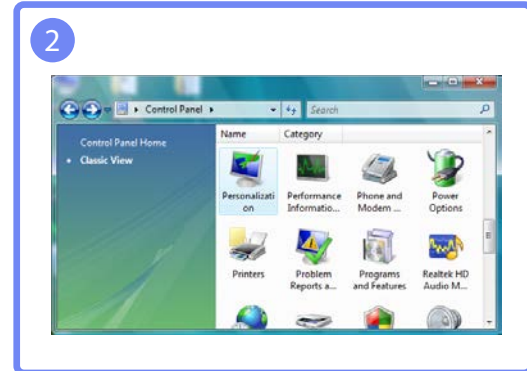 2
Control Panel
Search
Control Panel Home
Classic View
Name Category
Personalizati
on
Performance
Informatio...
Phone and
Modem ...
Power
Options
Printers
Problem
Reports a...
Programs
and Features
Realtek HD
Audio M...